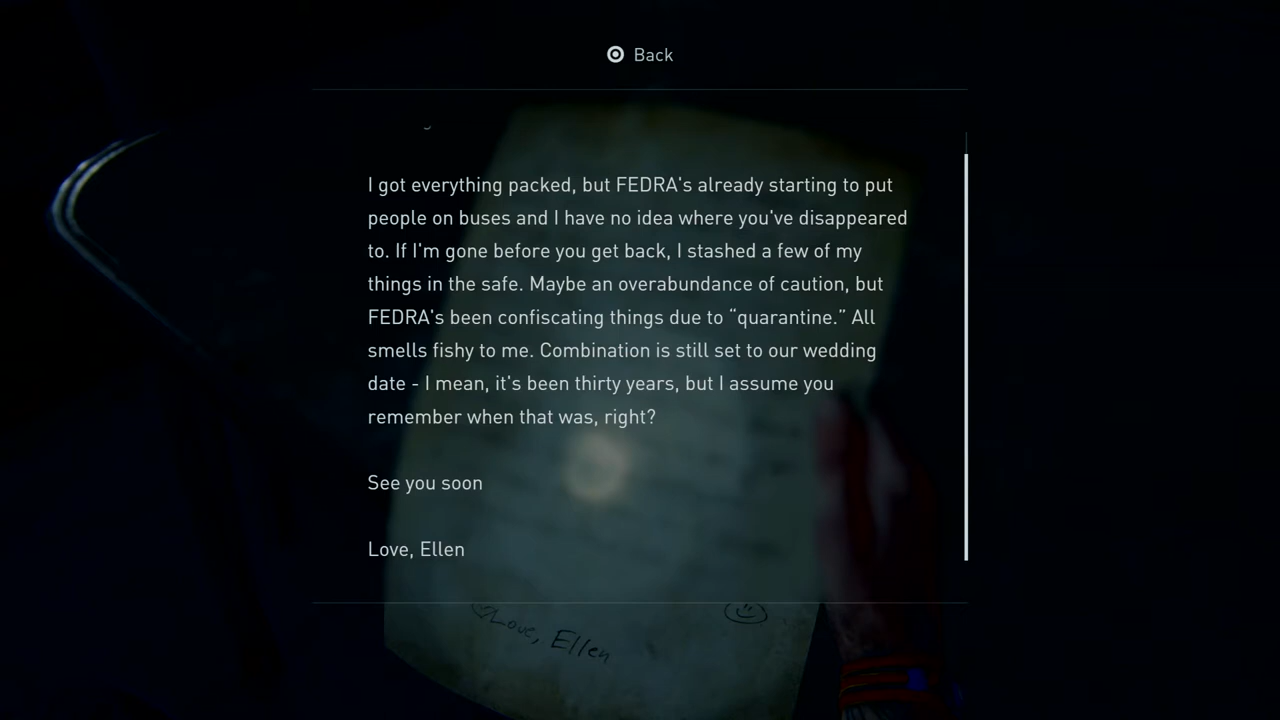 Back
I got everything packed, but FEDRA's already starting to put
people on buses and I have no idea where you've disappeared
to. If I'm gone before you get back, I stashed a few of my
things in the safe. Maybe an overabundance of caution, but
FEDRA's been confiscating things due to “quarantine.” All
smells fishy to me. Combination is still set to our wedding
date - I mean, it's been thirty years, but I assume you
remember when that was, right?
See you soon
Love, Ellen
Love, Ellen